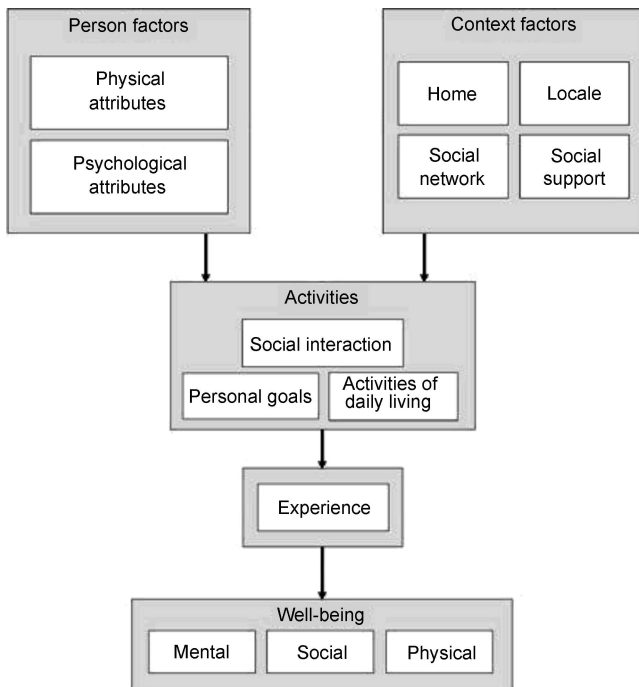 Person factors
Physical
attributes
Psychological
attributes
Context factors
Home
Locale
Social
network
Social
support
Activities
Social interaction
Personal goals
Activities of
daily living
Experience
Well-being
Mental
Social
Physical